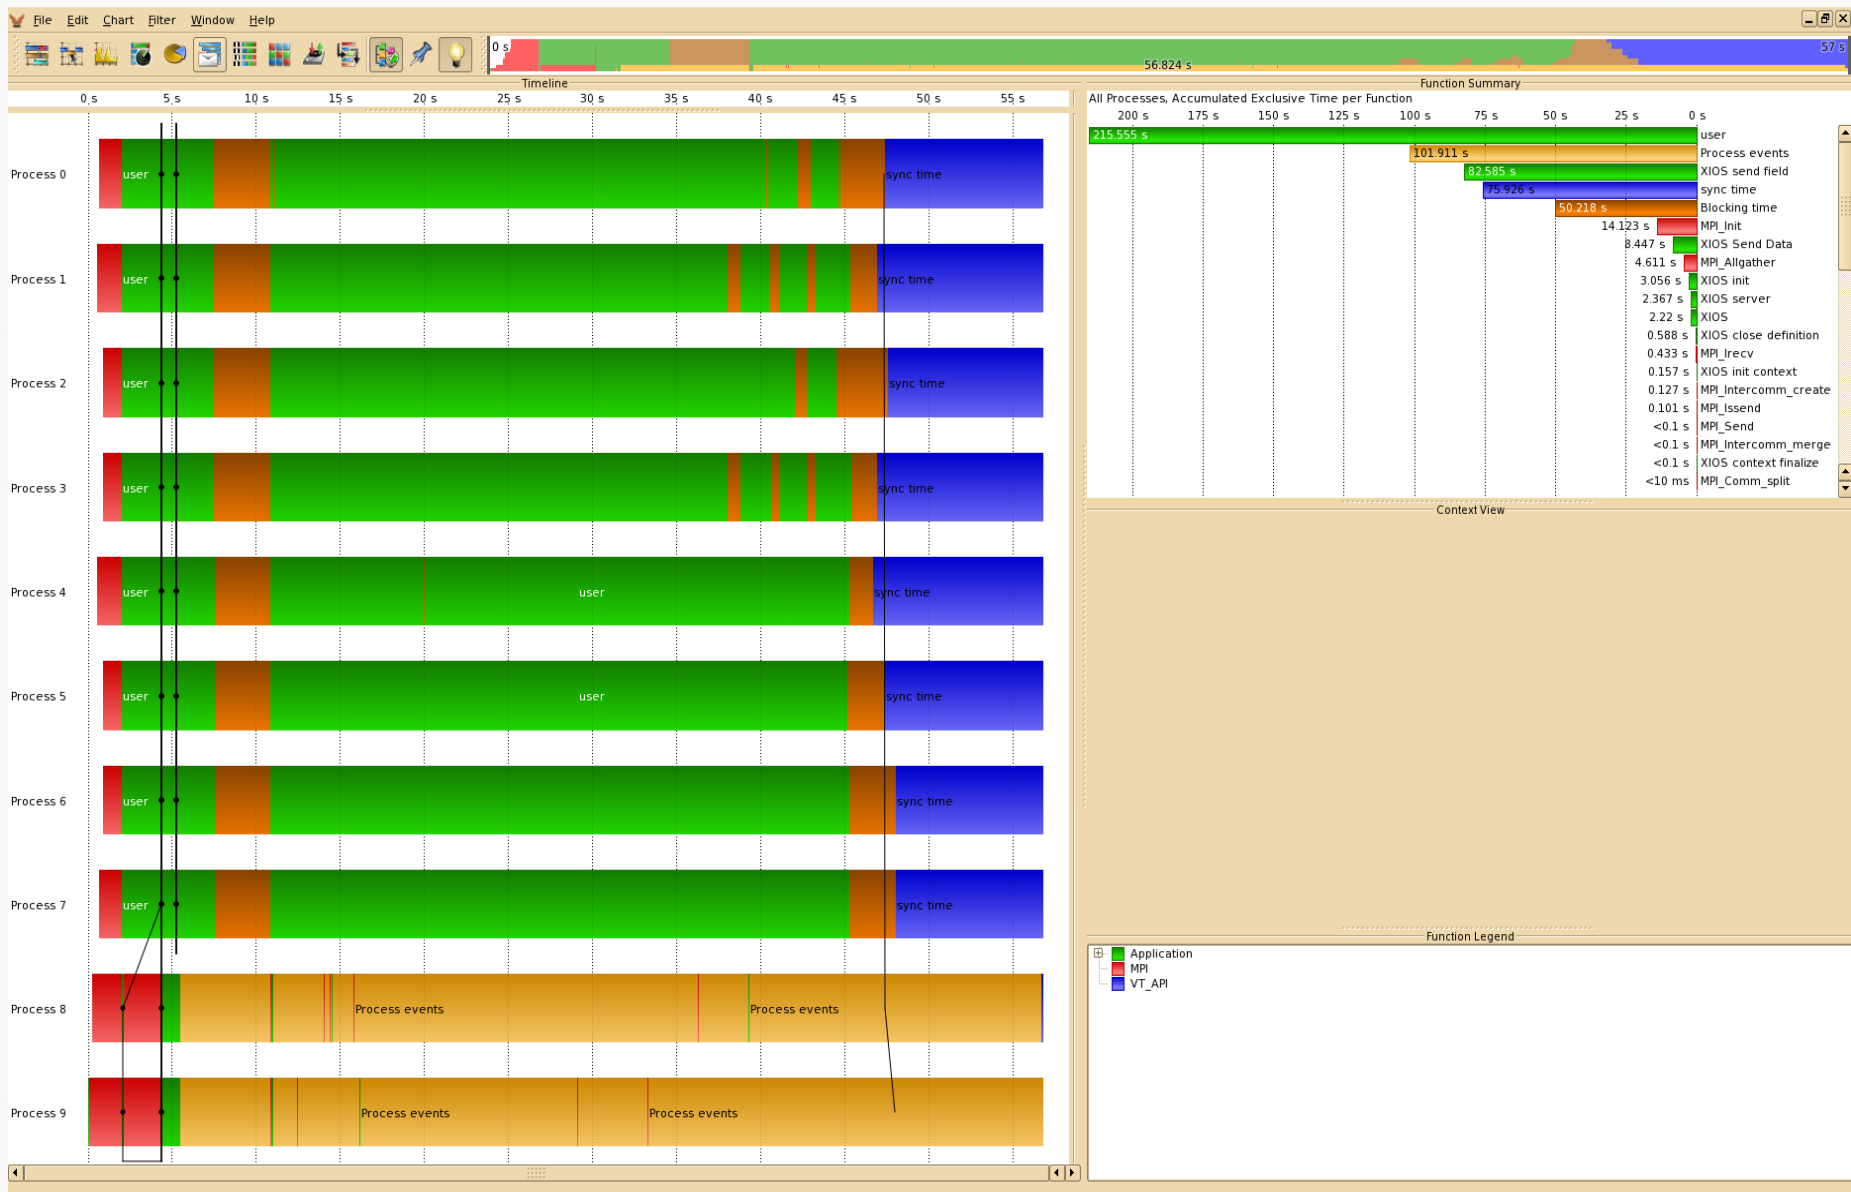 File Edit Chart Filter Window Help
0 s 56.824 s 57 s
Timeline
0 s 5 s 10 s 15 s 20 s 25 s 30 s 35 s 40 s 45 s 50 s 55 s
Process 0 user sync time
Process 1 user sync time
Process 2 user sync time
Process 3 user sync time
Process 4 user user sync time
Process 5 user user sync time
Process 6 user sync time
Process 7 user sync time
Process 8 Process events Process events
Process 9 Process events Process events
Function Summary
All Processes, Accumulated Exclusive Time per Function
200 s 175 s 150 s 125 s 100 s 75 s 50 s 25 s 0 s
215.555 s user
101.911 s Process events
82.585 s XIOS send field
75.926 s sync time
50.218 s Blocking time
14.123 s MPI_Init
8.447 s XIOS Send Data
4.611 s MPI_Allgather
3.056 s XIOS init
2.367 s XIOS server
2.22 s XIOS
0.588 s XIOS close definition
0.433 s MPI_Irecv
0.157 s XIOS init context
0.127 s MPI_Intercomm_create
0.101 s MPI_Issend
<0.1 s MPI_Send
<0.1 s MPI_Intercomm_merge
<0.1 s XIOS context finalize
<10 ms MPI_Comm_split
Context View
Function Legend
Application
MPI
VT_API